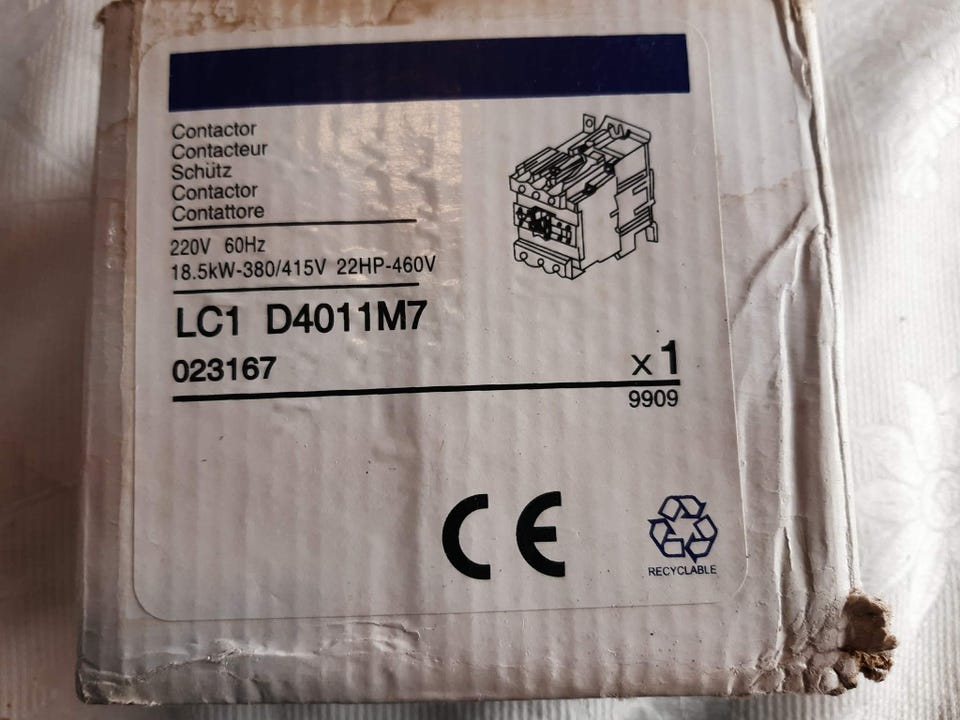 Contactor
Contacteur
Schütz
Contactor
Contattore
220V 60Hz
18.5kW-380/415V 22HP-460V
LC1 D4011M7
023167 x 1
9909
CE
RECYCLABLE